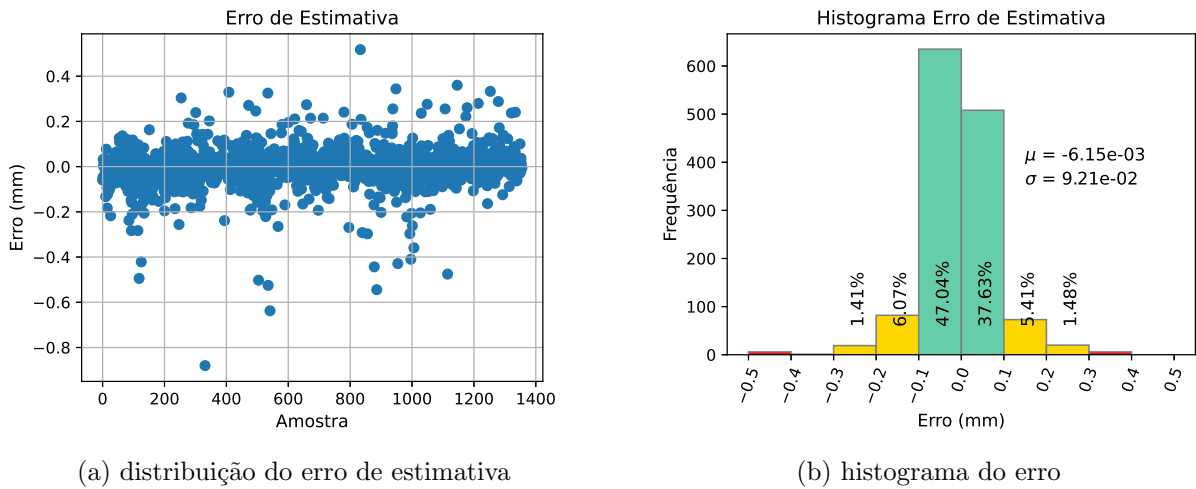 Erro de Estimativa
Erro (mm)
0.4
0.2
0.0
−0.2
−0.4
−0.6
−0.8
0 200 400 600 800 1000 1200 1400
Amostra
(a) distribuição do erro de estimativa
Histograma Erro de Estimativa
Frequência
600
500
400
300
200
100
0
μ = -6.15e-03
σ = 9.21e-02
1.41% 6.07% 47.04% 37.63% 5.41% 1.48%
−0.5 −0.4 −0.3 −0.2 −0.1 0.0 0.1 0.2 0.3 0.4 0.5
Erro (mm)
(b) histograma do erro